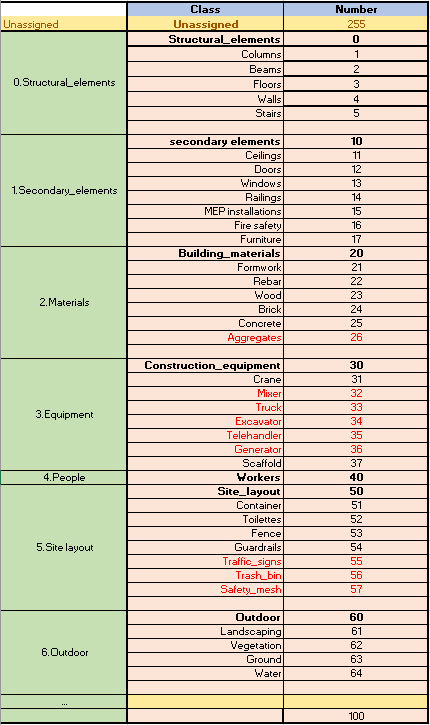 Class Number
Unassigned Unassigned 255
0.Structural_elements
Structural_elements 0
Columns 1
Beams 2
Floors 3
Walls 4
Stairs 5
1.Secondary_elements
secondary elements 10
Ceilings 11
Doors 12
Windows 13
Railings 14
MEP installations 15
Fire safety 16
Furniture 17
2.Materials
Building_materials 20
Formwork 21
Rebar 22
Wood 23
Brick 24
Concrete 25
Aggregates 26
3.Equipment
Construction_equipment 30
Crane 31
Mixer 32
Truck 33
Excavator 34
Telehandler 35
Generator 36
Scaffold 37
4.People Workers 40
5.Site layout
Site_layout 50
Container 51
Toilettes 52
Fence 53
Guardrails 54
Traffic_signs 55
Trash_bin 56
Safety_mesh 57
6.Outdoor
Outdoor 60
Landscaping 61
Vegetation 62
Ground 63
Water 64
...
100